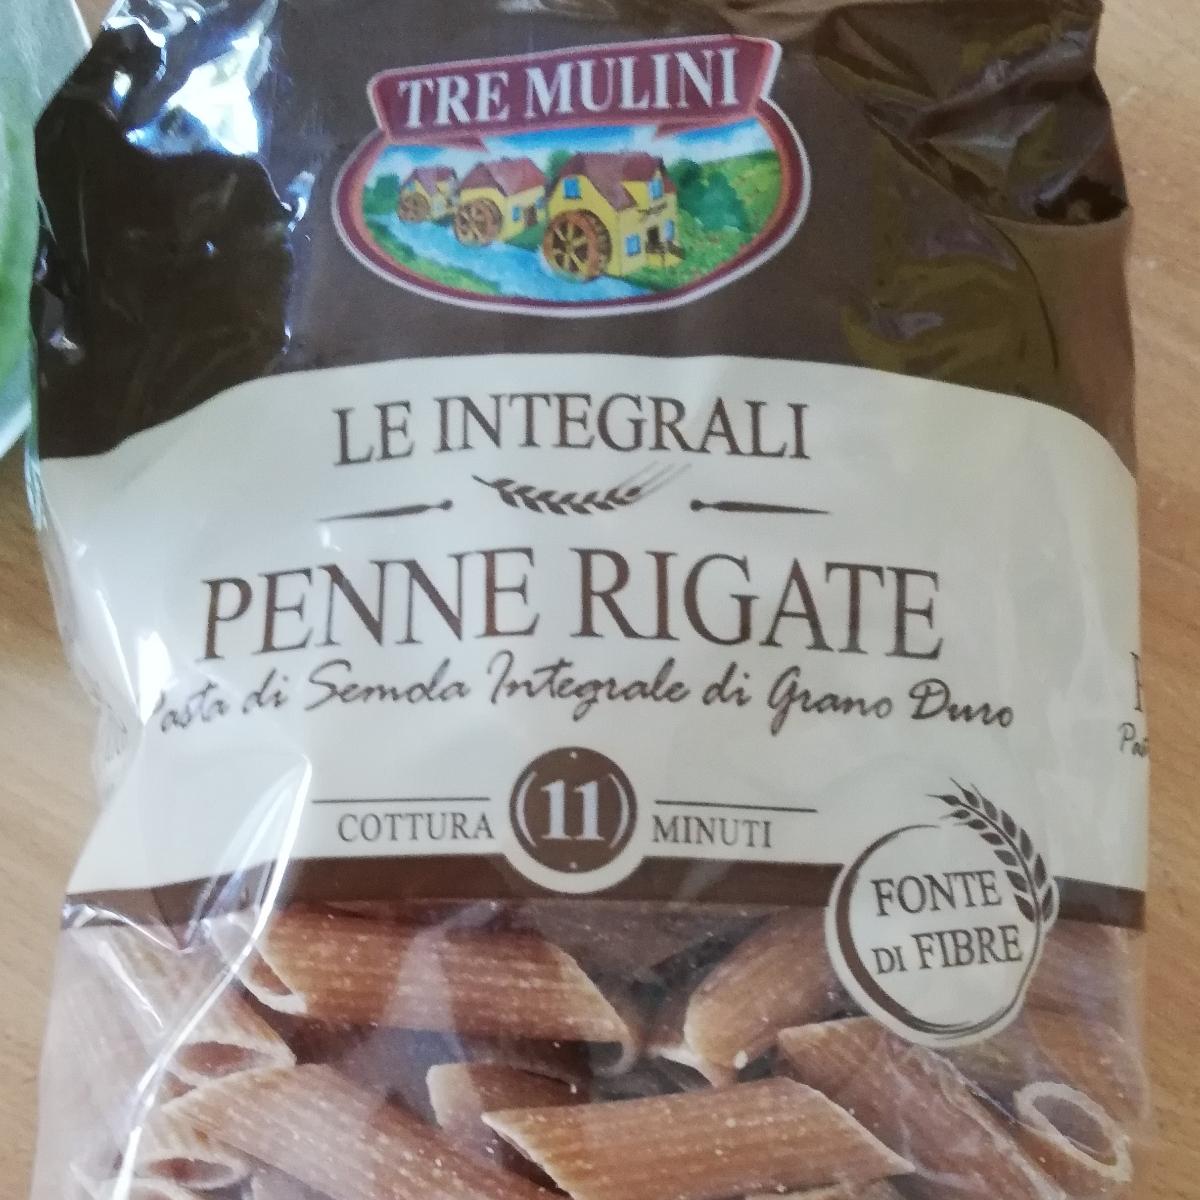 TRE MULINI
LE INTEGRALI
PENNE RIGATE
Pasta di Semola Integrale di Grano Duro
COTTURA 11 MINUTI
FONTE
DI FIBRE